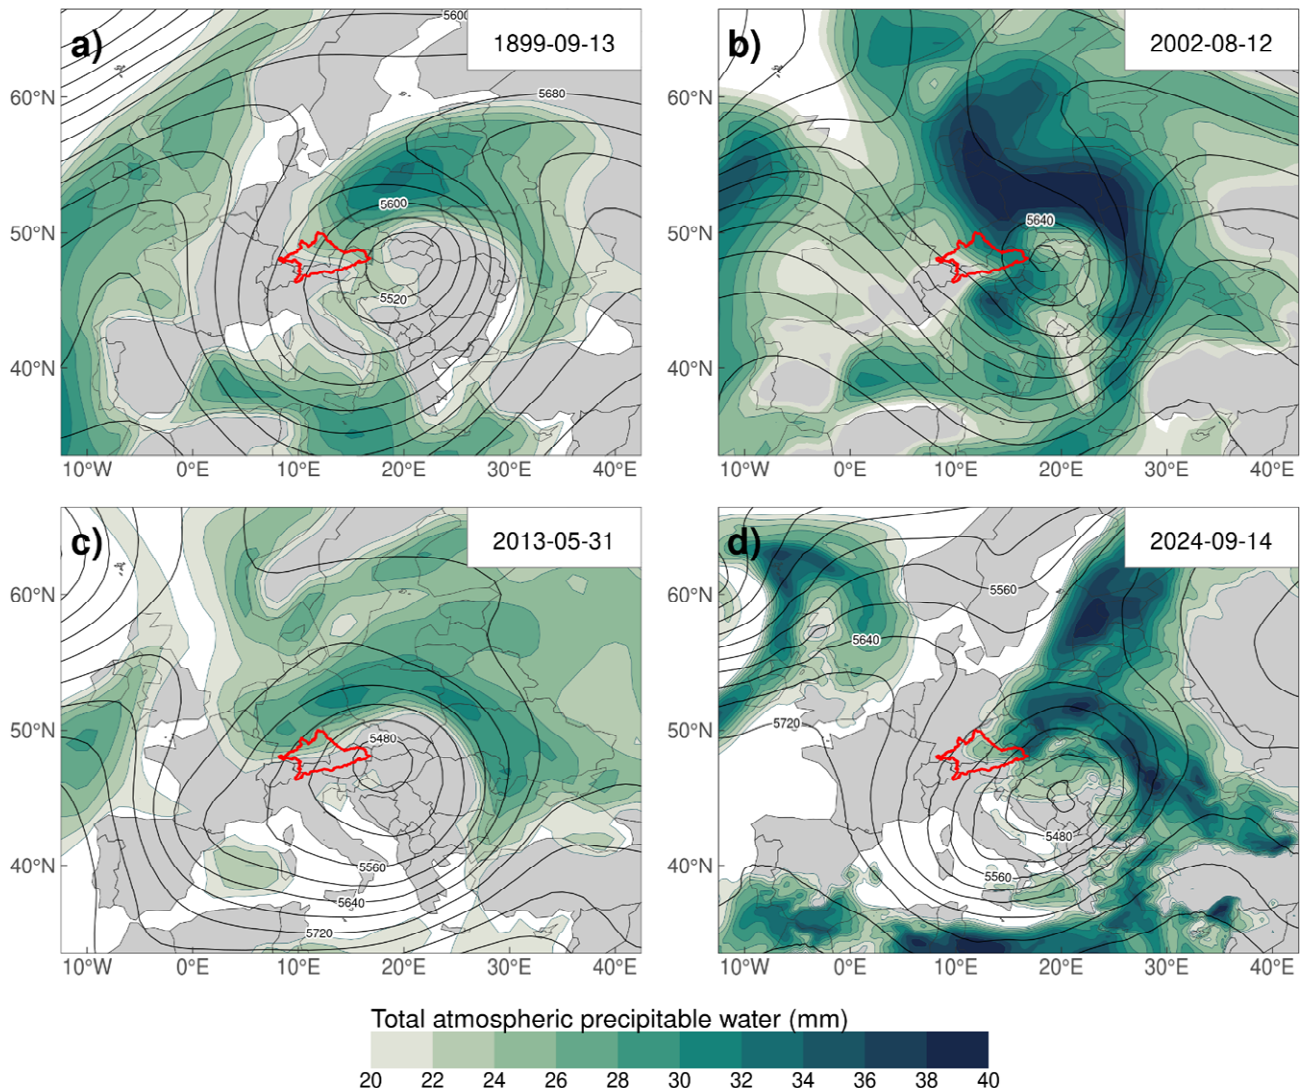 a)
5600
1899-09-13
5680
5600
5520
60°N
50°N
40°N
10°W 0°E 10°E 20°E 30°E 40°E
b)
2002-08-12
5640
60°N
50°N
40°N
10°W 0°E 10°E 20°E 30°E 40°E
c)
2013-05-31
5480
5560
5640
5720
60°N
50°N
40°N
10°W 0°E 10°E 20°E 30°E 40°E
d)
2024-09-14
5560
5640
5720
5480
5560
60°N
50°N
40°N
10°W 0°E 10°E 20°E 30°E 40°E
Total atmospheric precipitable water (mm)
20 22 24 26 28 30 32 34 36 38 40